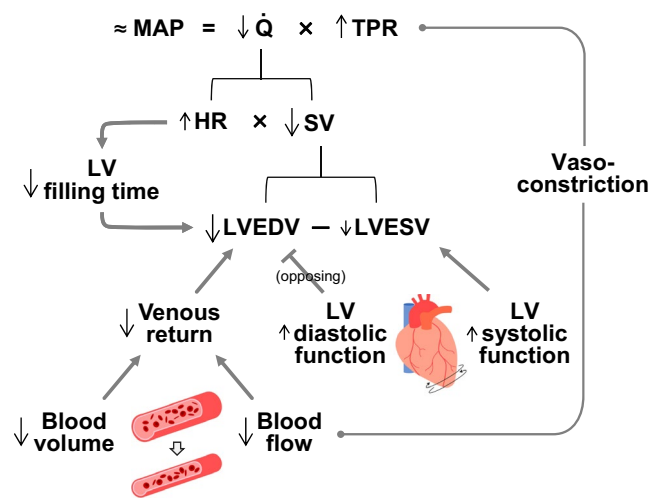 ≈ MAP = ↓ Q̇ × ↑ TPR
↑HR × ↓SV
↓ LV
filling time
Vaso-
constriction
↓LVEDV – ↓LVESV
(opposing)
↓ Venous
return
LV
↑ diastolic
function
LV
↑ systolic
function
↓ Blood
volume
↓ Blood
flow